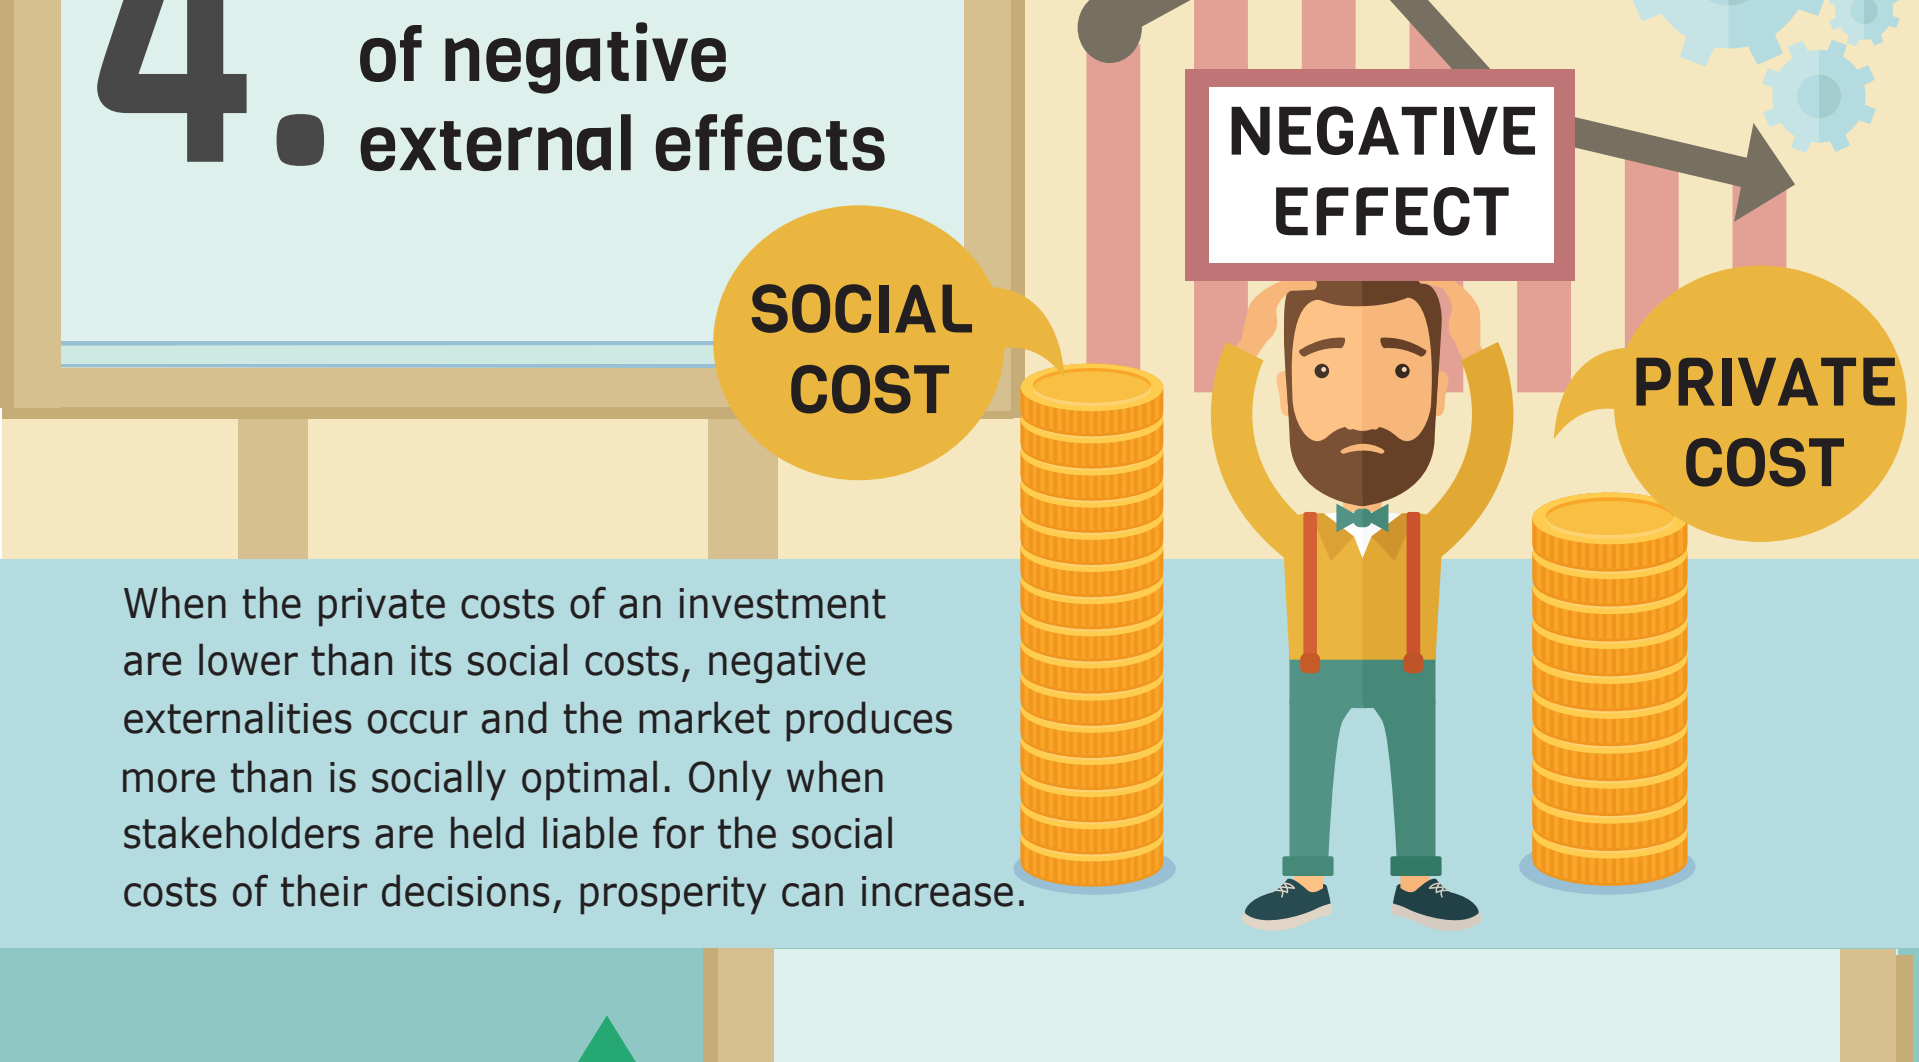 4.
of negative
external effects
NEGATIVE
EFFECT
SOCIAL
COST
PRIVATE
COST
When the private costs of an investment
are lower than its social costs, negative
externalities occur and the market produces
more than is socially optimal. Only when
stakeholders are held liable for the social
costs of their decisions, prosperity can increase.